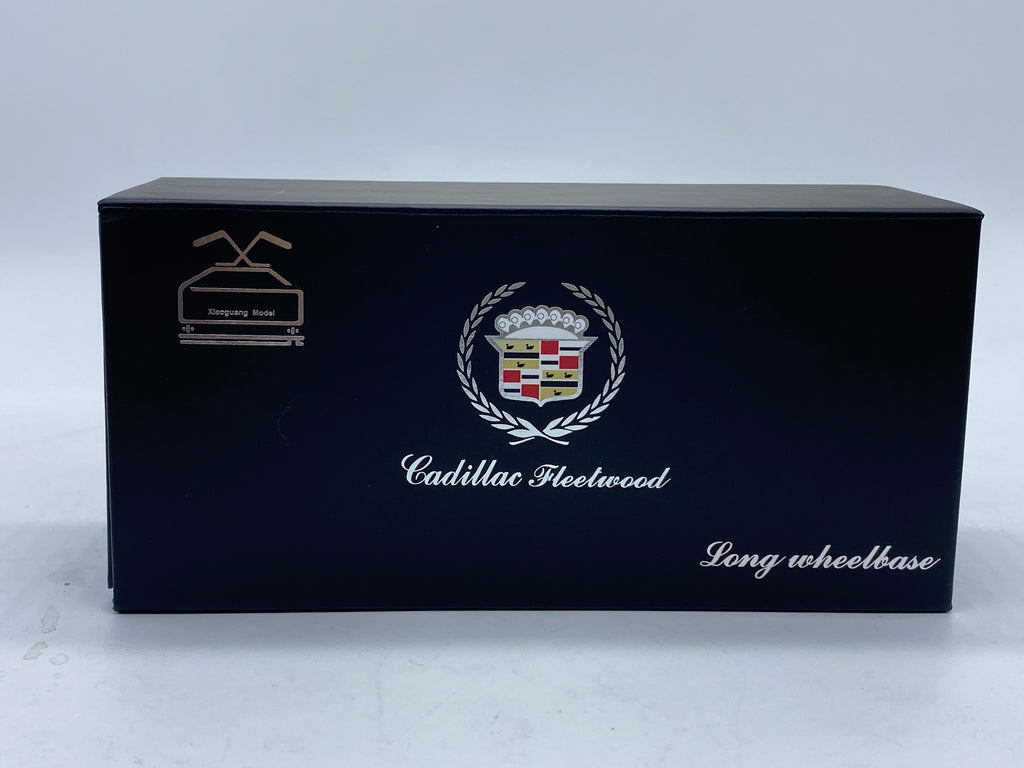 Xiaoguang Model
Cadillac Fleetwood
Long wheelbase